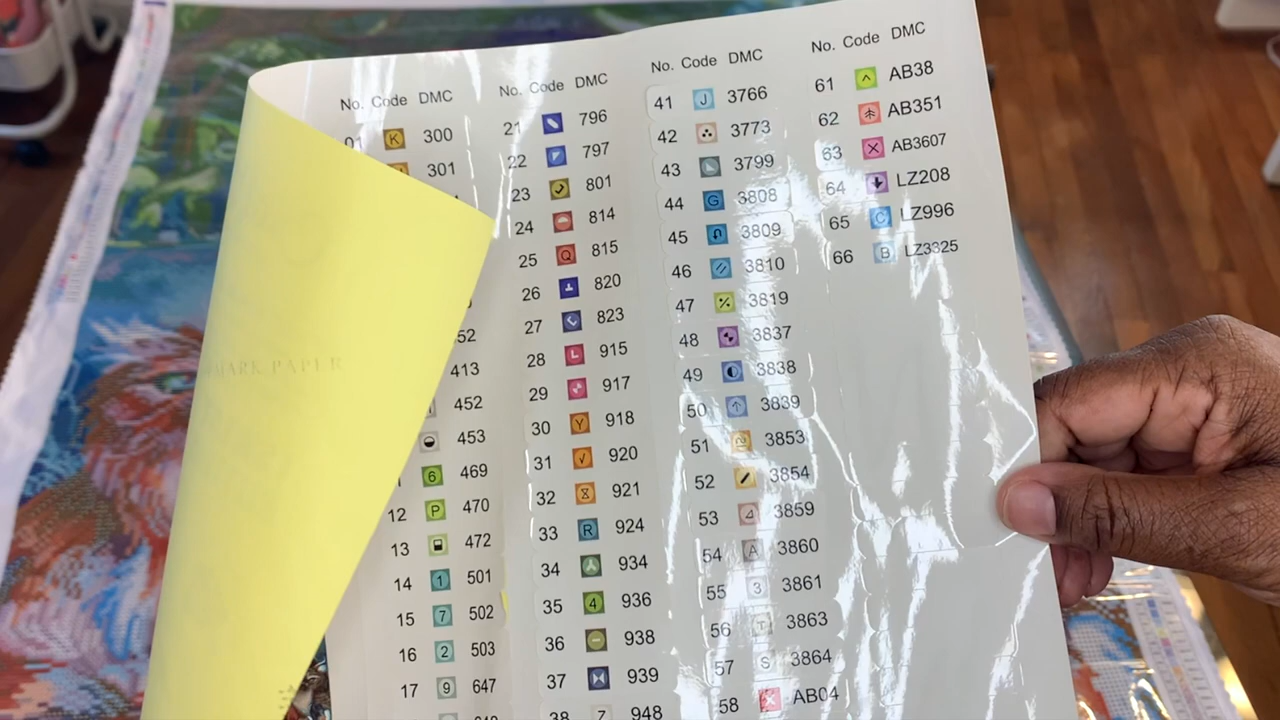 No. Code DMC
K 300
301
52
413
452
453
6 469
12 P 470
13 472
14 1 501
15 7 502
16 2 503
17 9 647
No. Code DMC
21 796
22 797
23 801
24 814
25 Q 815
26 820
27 823
28 L 915
29 917
30 Y 918
31 √ 920
32 921
33 R 924
34 934
35 4 936
36 938
37 939
38 Z 948
No. Code DMC
41 J 3766
42 3773
43 3799
44 G 3808
45 3809
46 3810
47 % 3819
48 3837
49 3838
50 ↑ 3839
51 3853
52 3854
53 3859
54 A 3860
55 3 3861
56 T 3863
57 S 3864
58 AB04
No. Code DMC
61 ^ AB38
62 AB351
63 X AB3607
64 LZ208
65 C LZ996
66 B LZ3325
MARK PAPER